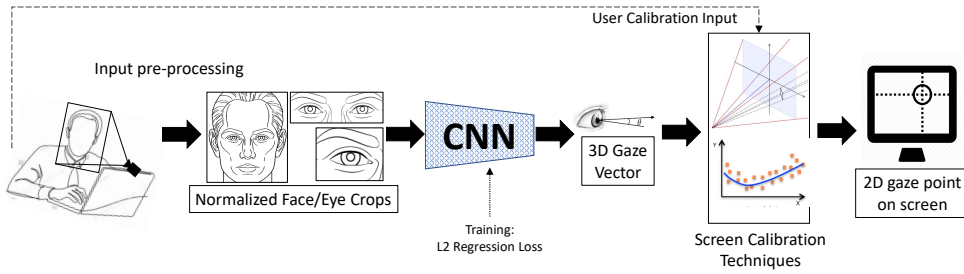 User Calibration Input
Input pre-processing
CNN
3D Gaze
Vector
Normalized Face/Eye Crops
Training:
L2 Regression Loss
Y
X
Screen Calibration
Techniques
2D gaze point
on screen